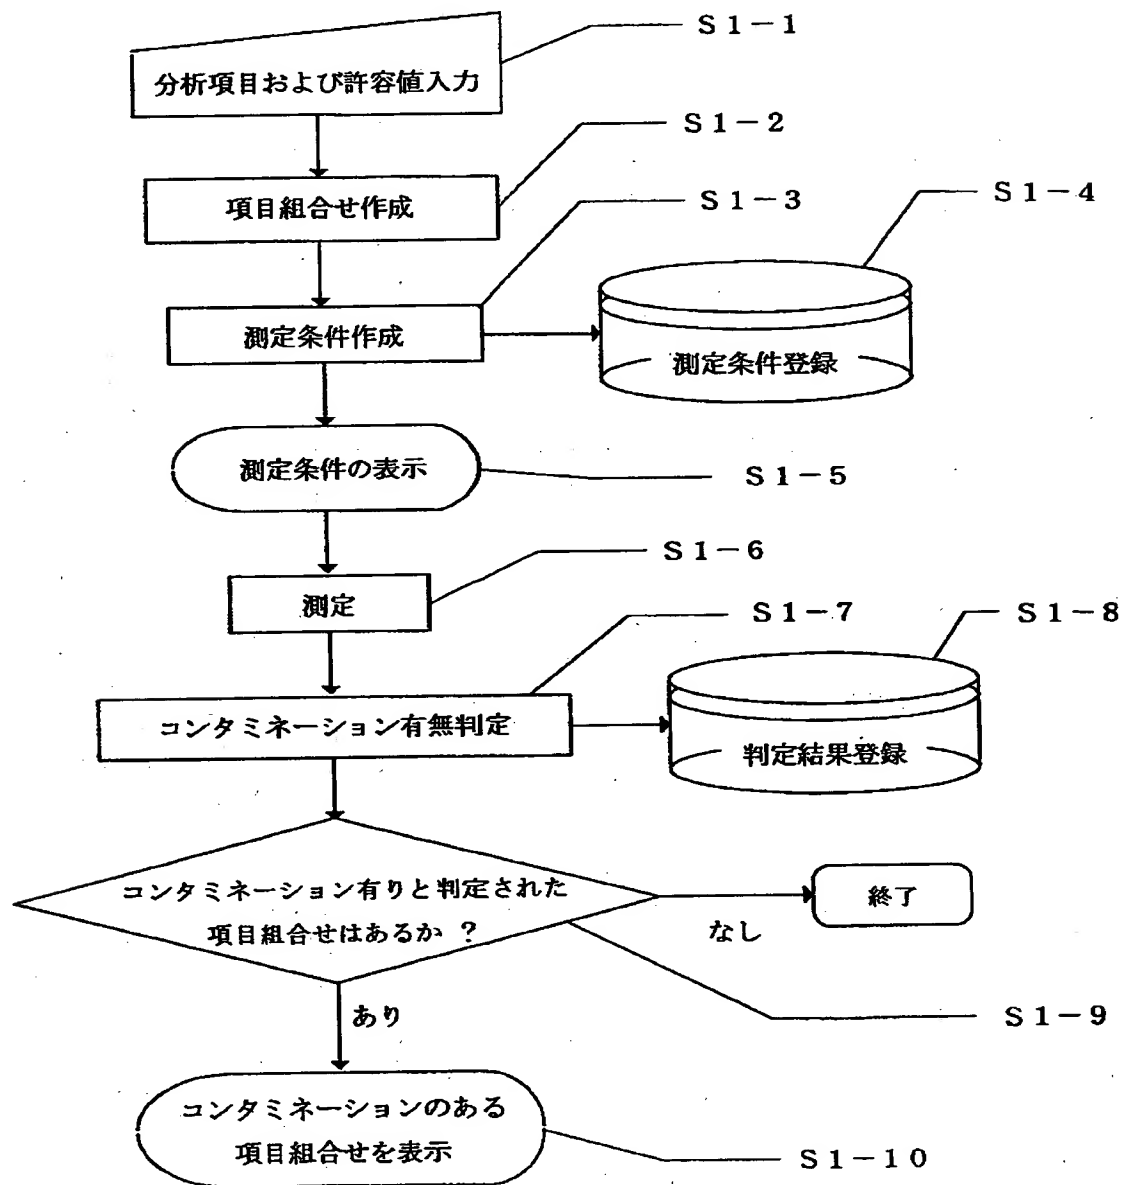 S1-1
分析項目および許容値入力
S1-2
項目組合せ作成
S1-3
S1-4
測定条件作成
測定条件登録
測定条件の表示
S1-5
S1-6
測定
S1-7
S1-8
コンタミネーション有無判定
判定結果登録
コンタミネーション有りと判定された
項目組合せはあるか ?
終了
なし
あり
S1-9
コンタミネーションのある
項目組合せを表示
S1-10